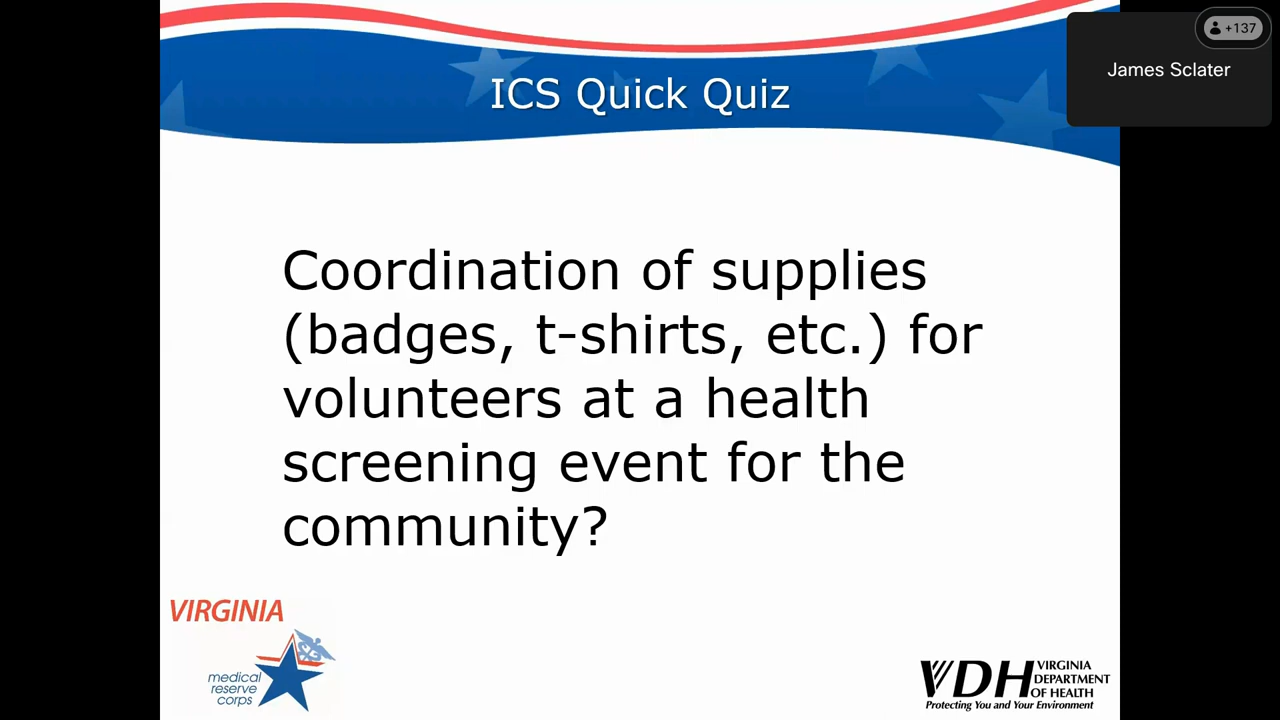 +137
James Sclater
ICS Quick Quiz
Coordination of supplies
(badges, t-shirts, etc.) for
volunteers at a health
screening event for the
community?
VIRGINIA
medical
reserve
corps
VDH VIRGINIA
DEPARTMENT
OF HEALTH
Protecting You and Your Environment